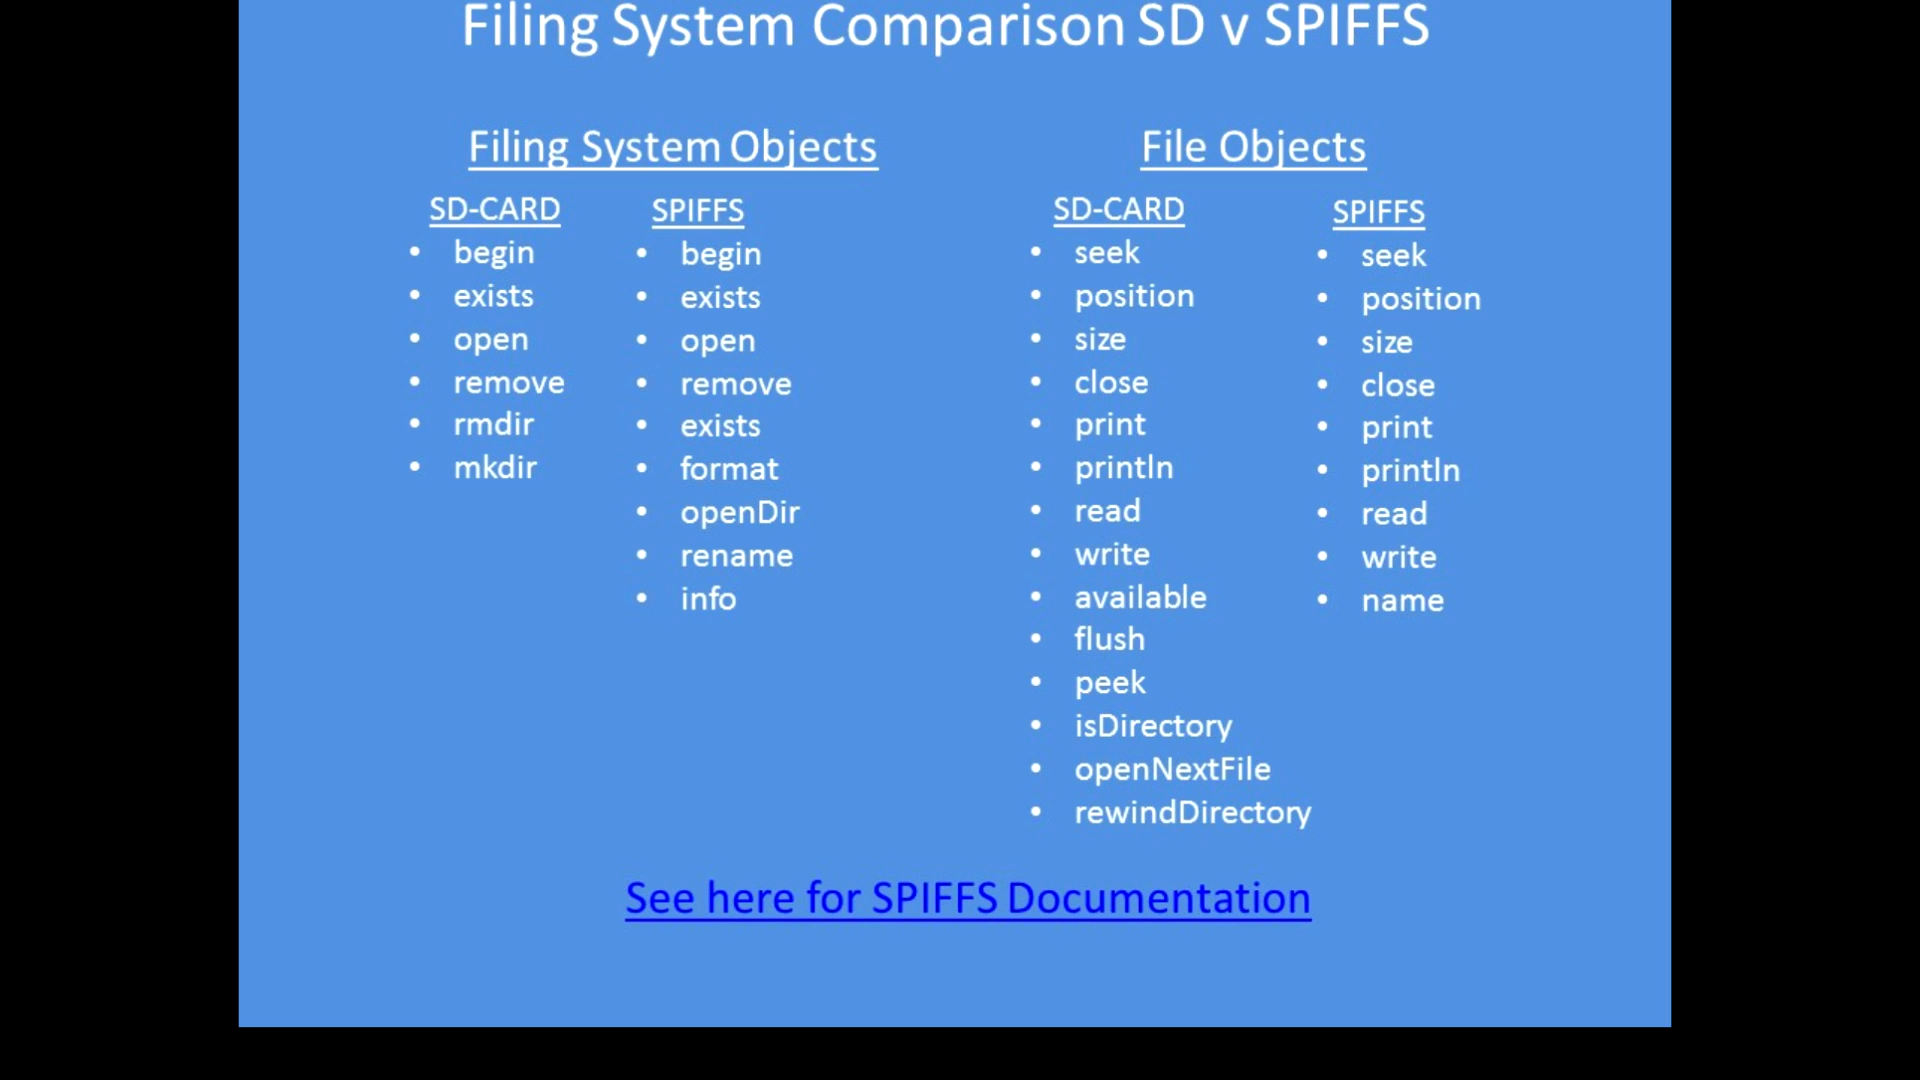 Filing System Comparison SD v SPIFFS
Filing System Objects
SD-CARD
• begin
• exists
• open
• remove
• rmdir
• mkdir
SPIFFS
• begin
• exists
• open
• remove
• exists
• format
• openDir
• rename
• info
File Objects
SD-CARD
• seek
• position
• size
• close
• print
• println
• read
• write
• available
• flush
• peek
• isDirectory
• openNextFile
• rewindDirectory
SPIFFS
• seek
• position
• size
• close
• print
• println
• read
• write
• name
See here for SPIFFS Documentation